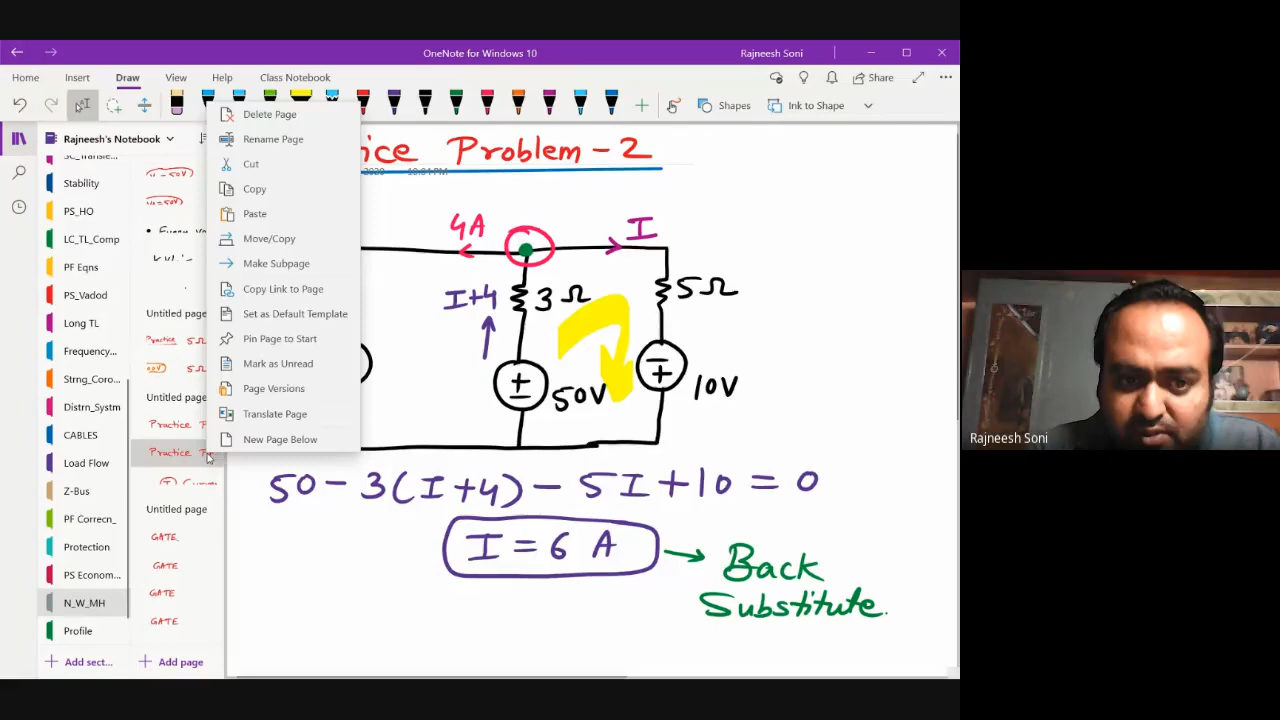 OneNote for Windows 10
Rajneesh Soni
Home Insert Draw View Help Class Notebook
Share
Shapes Ink to Shape
Rajneesh's Notebook
Stability
PS_HO
LC_TL_Comp
PF Eqns
PS_Vadod
Long TL
Frequency...
Strng_Coro...
Distrn_Systm
CABLES
Load Flow
Z-Bus
PF Correcn_
Protection
PS Econom...
N_W_MH
Profile
Add sect...
Untitled page
Practice 5Ω
5Ω
Untitled page
Practice P
Practice P
Untitled page
GATE
GATE
GATE
GATE
Add page
Delete Page
Rename Page
Cut
Copy
Paste
Move/Copy
Make Subpage
Copy Link to Page
Set as Default Template
Pin Page to Start
Mark as Unread
Page Versions
Translate Page
New Page Below
ice Problem - 2
4A I
I+4 3 Ω 5Ω
50V 10V
50 - 3(I+4) - 5I + 10 = 0
I = 6 A
Back
Substitute.
Rajneesh Soni